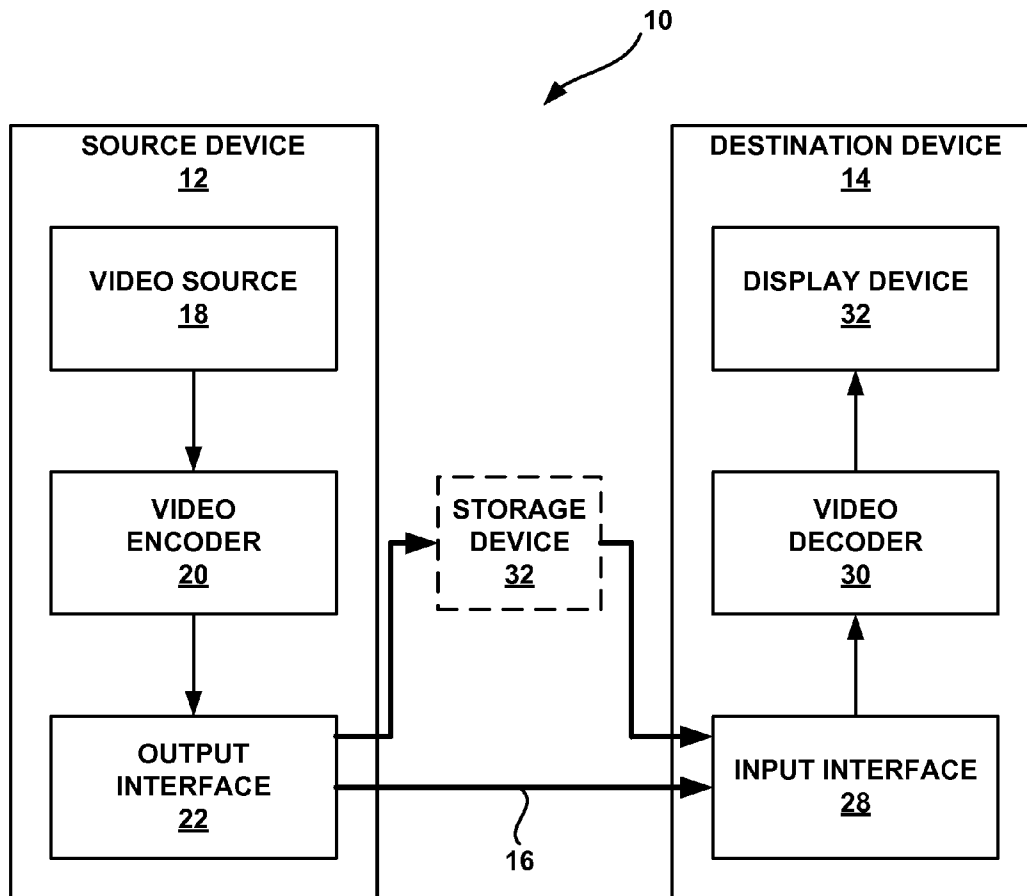 10
SOURCE DEVICE
12
VIDEO SOURCE
18
VIDEO
ENCODER
20
OUTPUT
INTERFACE
22
STORAGE
DEVICE
32
16
DESTINATION DEVICE
14
DISPLAY DEVICE
32
VIDEO
DECODER
30
INPUT INTERFACE
28